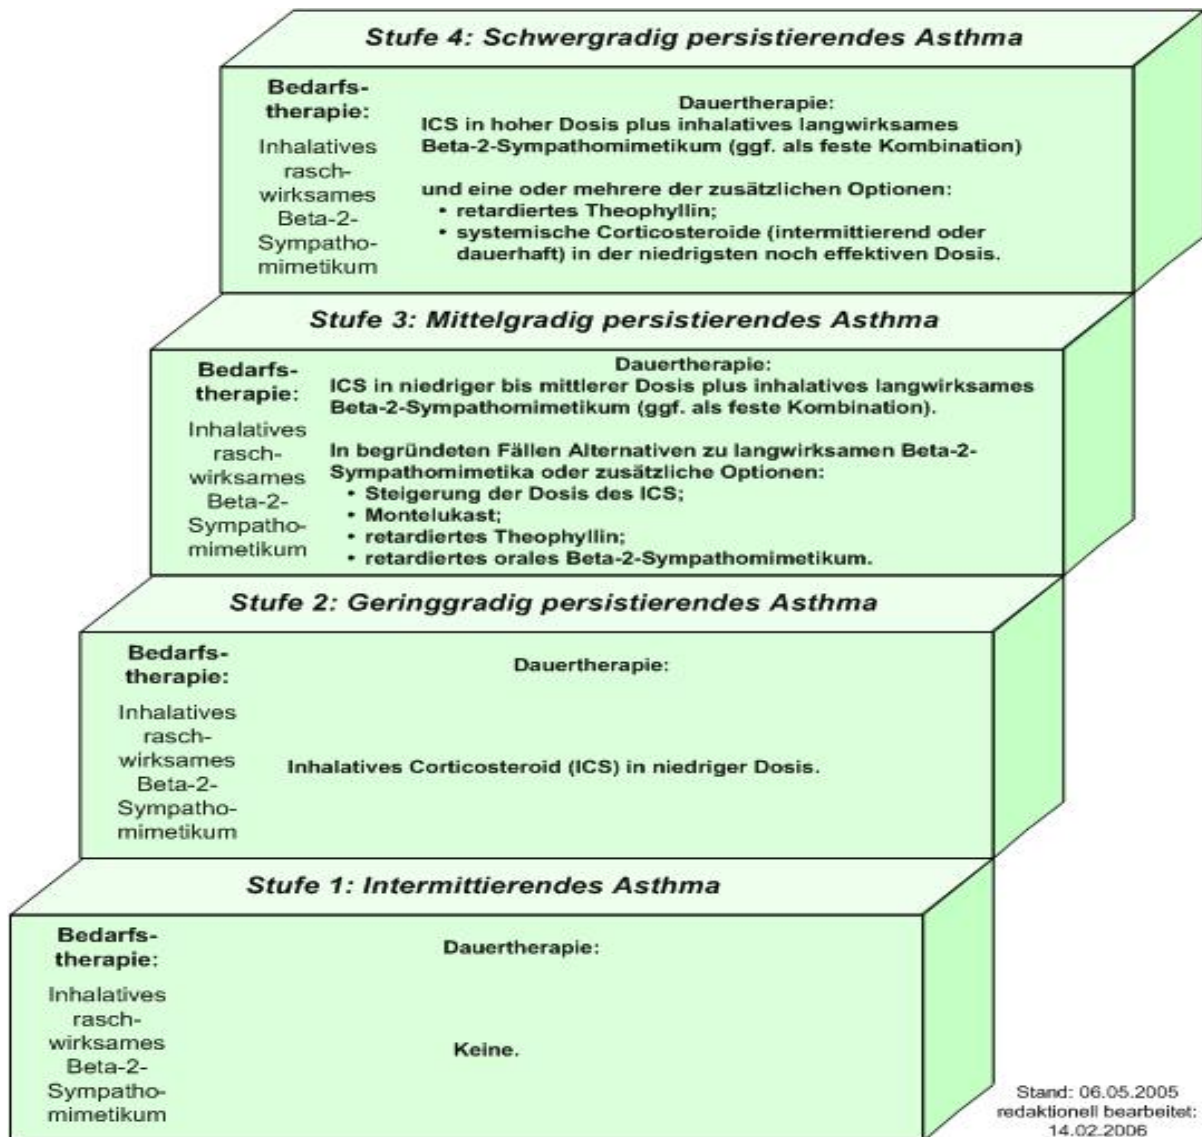 Stufe 4: Schwergradig persistierendes Asthma
Bedarfs-
therapie:
Inhalatives
rasch-
wirksames
Beta-2-
Sympatho-
mimetikum
Dauertherapie:
ICS in hoher Dosis plus inhalatives langwirksames
Beta-2-Sympathomimetikum (ggf. als feste Kombination)
und eine oder mehrere der zusätzlichen Optionen:
• retardiertes Theophyllin;
• systemische Corticosteroide (intermittierend oder
dauerhaft) in der niedrigsten noch effektiven Dosis.
Stufe 3: Mittelgradig persistierendes Asthma
Bedarfs-
therapie:
Inhalatives
rasch-
wirksames
Beta-2-
Sympatho-
mimetikum
Dauertherapie:
ICS in niedriger bis mittlerer Dosis plus inhalatives langwirksames
Beta-2-Sympathomimetikum (ggf. als feste Kombination).
In begründeten Fällen Alternativen zu langwirksamen Beta-2-
Sympathomimetika oder zusätzliche Optionen:
• Steigerung der Dosis des ICS;
• Montelukast;
• retardiertes Theophyllin;
• retardiertes orales Beta-2-Sympathomimetikum.
Stufe 2: Geringgradig persistierendes Asthma
Bedarfs-
therapie:
Inhalatives
rasch-
wirksames
Beta-2-
Sympatho-
mimetikum
Dauertherapie:
Inhalatives Corticosteroid (ICS) in niedriger Dosis.
Stufe 1: Intermittierendes Asthma
Bedarfs-
therapie:
Inhalatives
rasch-
wirksames
Beta-2-
Sympatho-
mimetikum
Dauertherapie:
Keine.
Stand: 06.05.2005
redaktionell bearbeitet:
14.02.2006